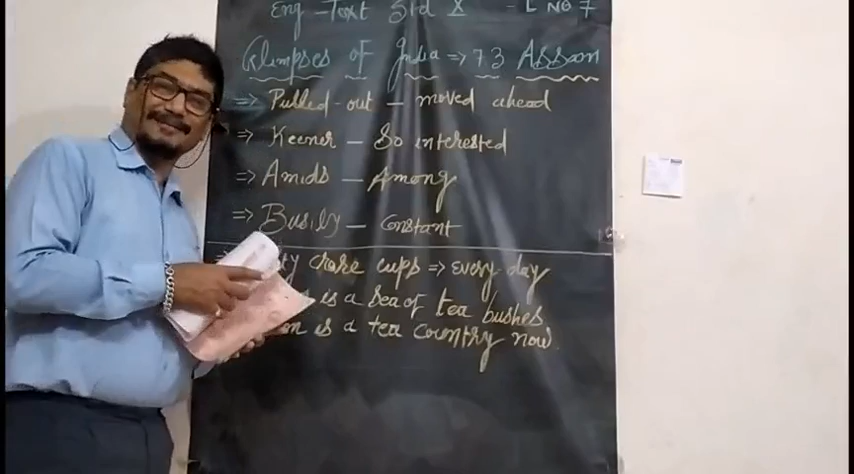 Eng - Text Std X - L NO 7
Glimpses of India => 7.3 Assam
=> Pulled-out - moved ahead
=> Keener - So interested
=> Amids - Among
=> Busily - Constant
crore cups => every day
is a Sea of tea bushes
is a tea Country now.